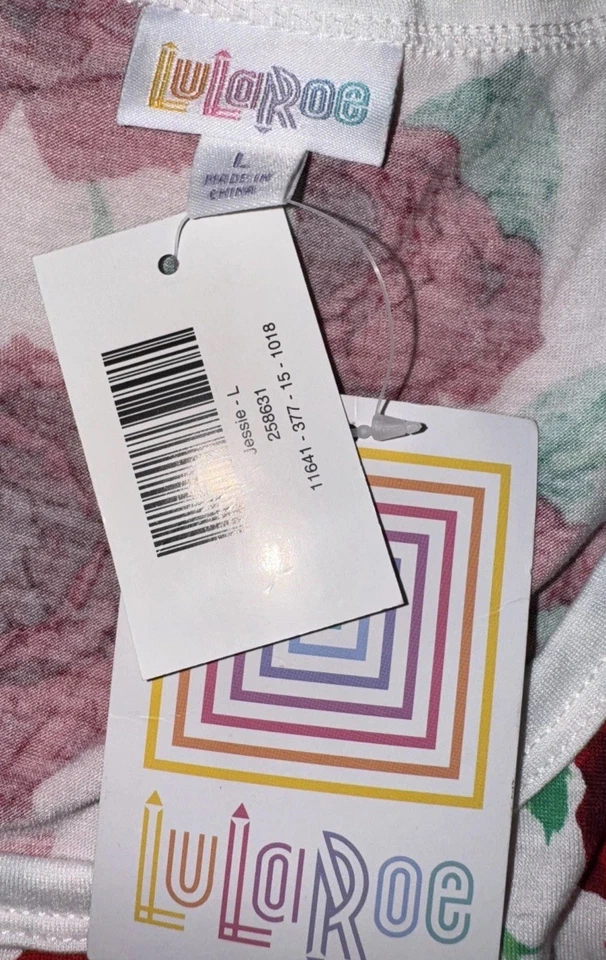 LuLaRoe
L
MADE IN
CHINA
Jessie - L
258631
11641 - 377 - 15 - 1018
LuLaRoe